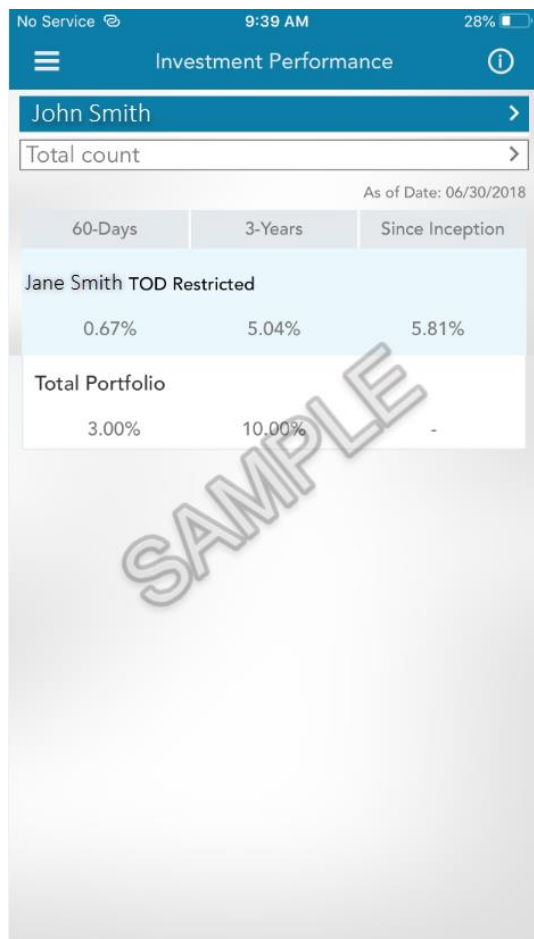 No Service 9:39 AM 28%
Investment Performance
John Smith
Total count
As of Date: 06/30/2018
60-Days 3-Years Since Inception
Jane Smith TOD Restricted
0.67% 5.04% 5.81%
Total Portfolio
3.00% 10.00% -
SAMPLE